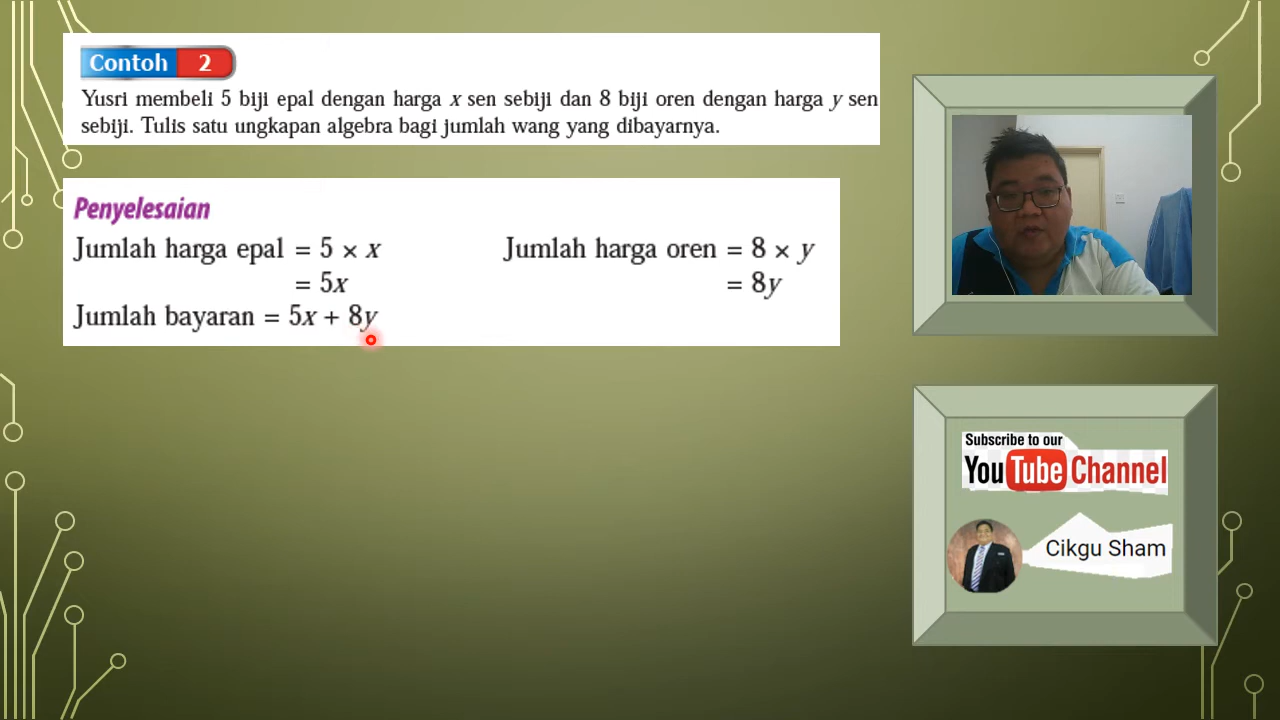 Contoh 2
Yusri membeli 5 biji epal dengan harga x sen sebiji dan 8 biji oren dengan harga y sen
sebiji. Tulis satu ungkapan algebra bagi jumlah wang yang dibayarnya.
Penyelesaian
Jumlah harga epal = 5 × x
= 5x
Jumlah harga oren = 8 × y
= 8y
Jumlah bayaran = 5x + 8y
Subscribe to our
YouTube Channel
Cikgu Sham